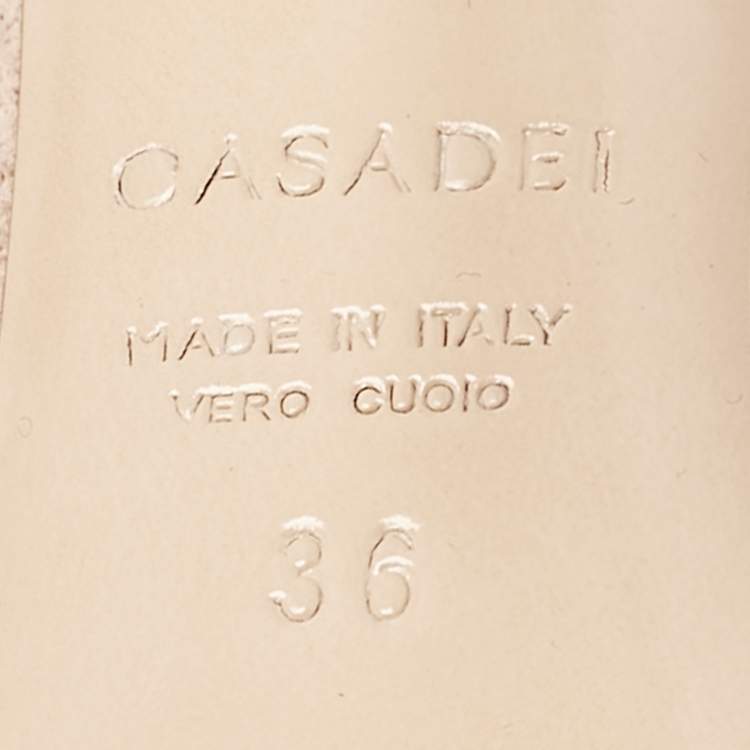 CASADEI
MADE IN ITALY
VERO CUOIO
36